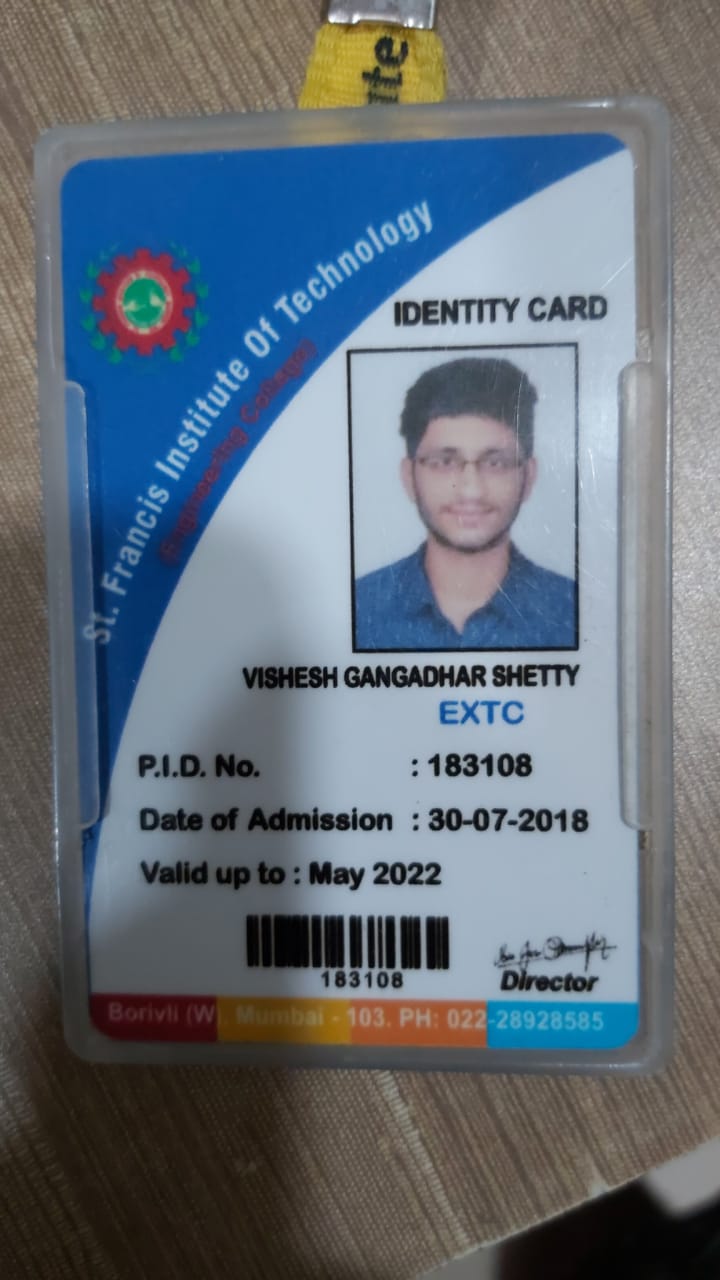 ite
St. Francis Institute Of Technology
(Engineering College)
IDENTITY CARD
VISHESH GANGADHAR SHETTY
EXTC
P.I.D. No. : 183108
Date of Admission : 30-07-2018
Valid up to : May 2022
183108
Director
Borivli (W), Mumbai - 103. PH: 022-28928585